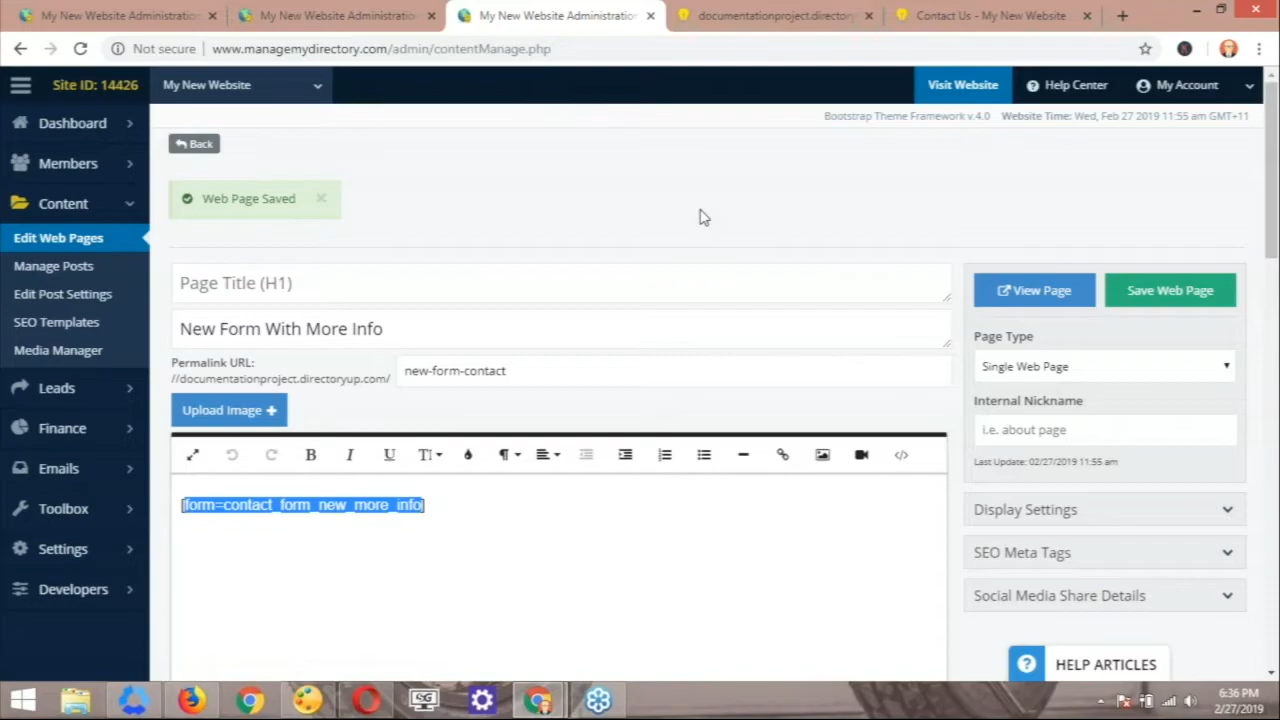 My New Website Administration
My New Website Administration
My New Website Administration
documentationproject.directory
Contact Us - My New Website
Not secure
www.managemydirectory.com/admin/contentManage.php
Site ID: 14426
My New Website
Visit Website
Help Center
My Account
Bootstrap Theme Framework v.4.0
Website Time: Wed, Feb 27 2019 11:55 am GMT+11
Dashboard
Members
Content
Edit Web Pages
Manage Posts
Edit Post Settings
SEO Templates
Media Manager
Leads
Finance
Emails
Toolbox
Settings
Developers
Back
Web Page Saved
Page Title (H1)
New Form With More Info
Permalink URL:
//documentationproject.directoryup.com/
new-form-contact
Upload Image
B I U T
[form=contact_form_new_more_info]
View Page
Save Web Page
Page Type
Single Web Page
Internal Nickname
i.e. about page
Last Update: 02/27/2019 11:55 am
Display Settings
SEO Meta Tags
Social Media Share Details
HELP ARTICLES
SG
6:36 PM
2/27/2019